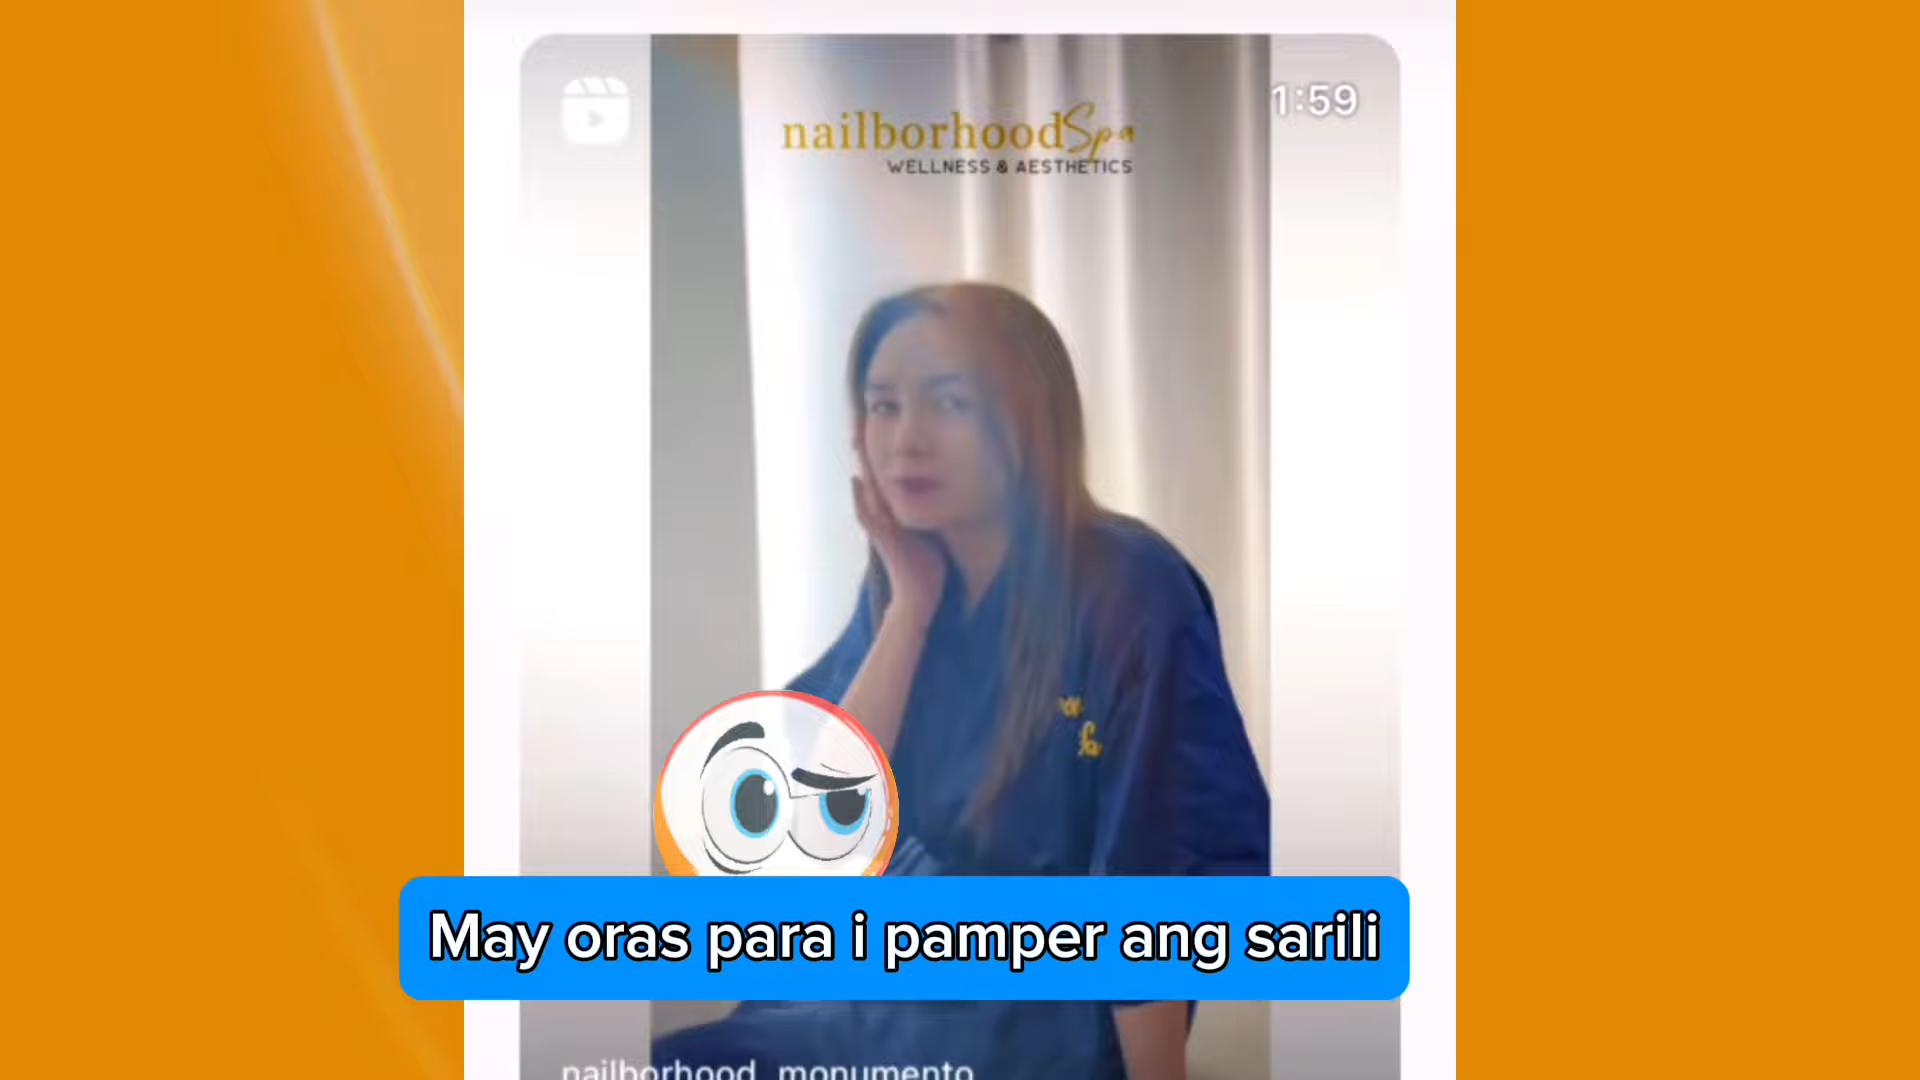 1:59
nailborhoodSpa
WELLNESS & AESTHETICS
May oras para i pamper ang sarili
nailborhood_monumento